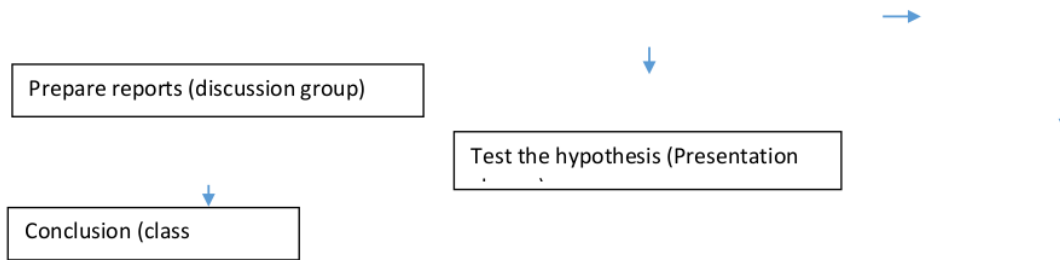 Prepare reports (discussion group)
Test the hypothesis (Presentation
Conclusion (class